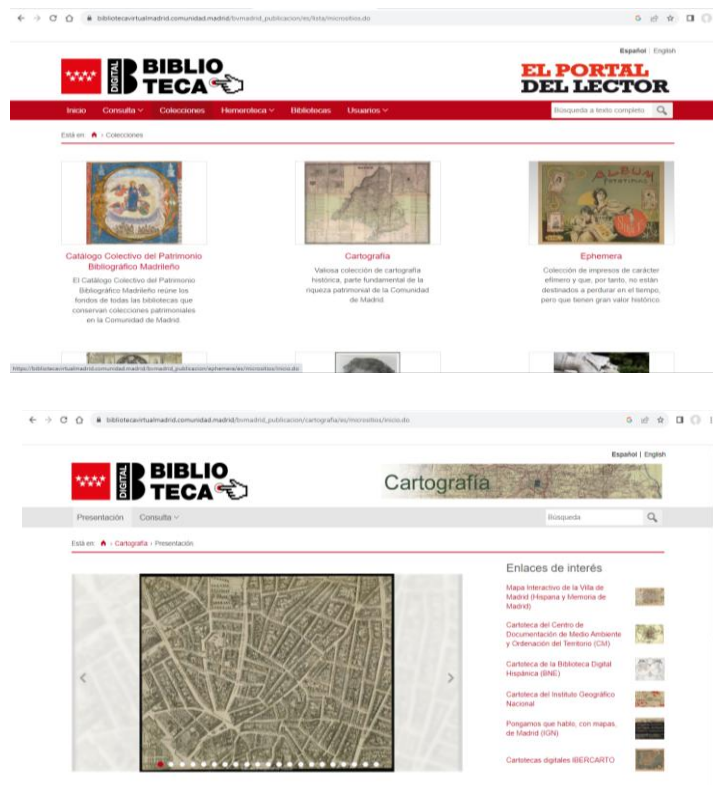 bibliotecavirtualmadrid.comunidad.madrid/bvmadrid_publicacion/es/lista/micrositios.do
Español | English
DIGITAL
BIBLIO
TECA
EL PORTAL
DEL LECTOR
Inicio Consulta Colecciones Hemeroteca Bibliotecas Usuarios
Búsqueda a texto completo
Está en: › Colecciones
ALBUM
Catálogo Colectivo del Patrimonio
Bibliográfico Madrileño
El Catálogo Colectivo del Patrimonio
Bibliográfico Madrileño reúne los
fondos de todas las bibliotecas que
conservan colecciones patrimoniales
en la Comunidad de Madrid.
Cartografía
Valiosa colección de cartografía
histórica, parte fundamental de la
riqueza patrimonial de la Comunidad
de Madrid.
Ephemera
Colección de impresos de carácter
efímero y que, por tanto, no están
destinados a perdurar en el tiempo,
pero que tienen gran valor histórico.
https://bibliotecavirtualmadrid.comunidad.madrid/bvmadrid_publicacion/ephemera/es/micrositios/inicio.do
bibliotecavirtualmadrid.comunidad.madrid/bvmadrid_publicacion/cartografia/es/micrositios/inicio.do
Español | English
DIGITAL
BIBLIO
TECA
Cartografía
Presentación Consulta
Búsqueda
Está en: › Cartografía › Presentación
Enlaces de interés
Mapa Interactivo de la Villa de
Madrid (Hispana y Memoria de
Madrid)
Cartoteca del Centro de
Documentación de Medio Ambiente
y Ordenación del Territorio (CM)
Cartoteca de la Biblioteca Digital
Hispánica (BNE)
Cartoteca del Instituto Geográfico
Nacional
Pongamos que hablo, con mapas,
de Madrid (IGN)
Cartotecas digitales IBERCARTO